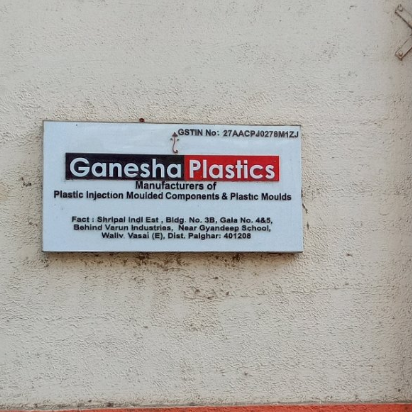 GSTIN No: 27AACPJ0278M1ZJ
Ganesha Plastics
Manufacturers of
Plastic Injection Moulded Components & Plastic Moulds
Fact : Shripal Indl Est , Bldg. No. 3B, Gala No. 4&5,
Behind Varun Industries, Near Gyandeep School,
Waliv, Vasai (E), Dist. Palghar: 401208